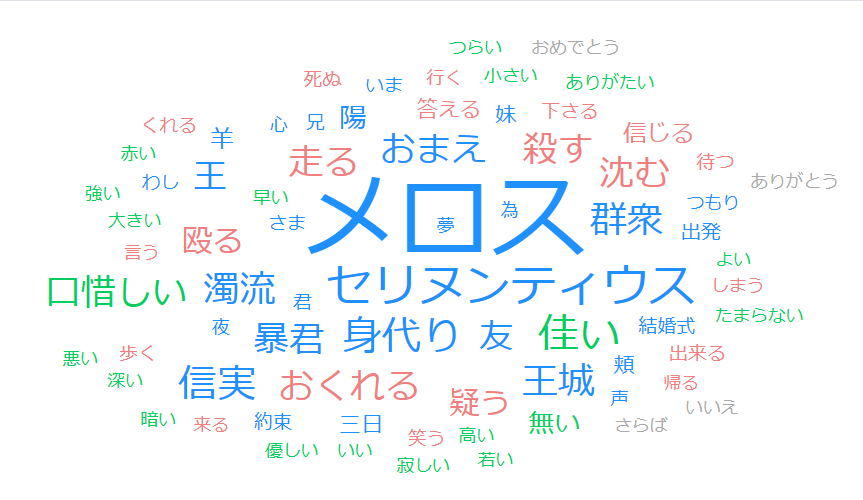 つらい おめでとう
死ぬ いま 行く 小さい ありがたい
くれる 心 兄 陽 答える 妹 下さる
赤い 羊 走る おまえ 殺す 信じる
強い わし 王 早い 沈む 待つ ありがとう
大きい さま メロス 夢 為 群衆 つもり
言う 殴る 出発
口惜しい 濁流 君 セリヌンティウス よい しまう
夜 暴君 身代り 友 佳い 結婚式 たまらない
悪い 歩く 頬 出来る
深い 信実 おくれる 疑う 王城 声 帰る
暗い 来る 約束 三日 笑う 高い 無い さらば いいえ
優しい いい 寂しい 若い